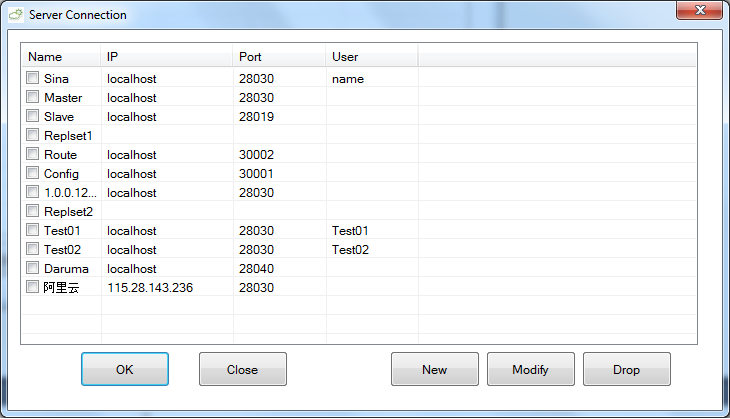 Server Connection
Name IP Port User
Sina localhost 28030 name
Master localhost 28030
Slave localhost 28019
Replset1
Route localhost 30002
Config localhost 30001
1.0.0.12... localhost 28030
Replset2
Test01 localhost 28030 Test01
Test02 localhost 28030 Test02
Daruma localhost 28040
阿里云 115.28.143.236 28030
OK Close New Modify Drop